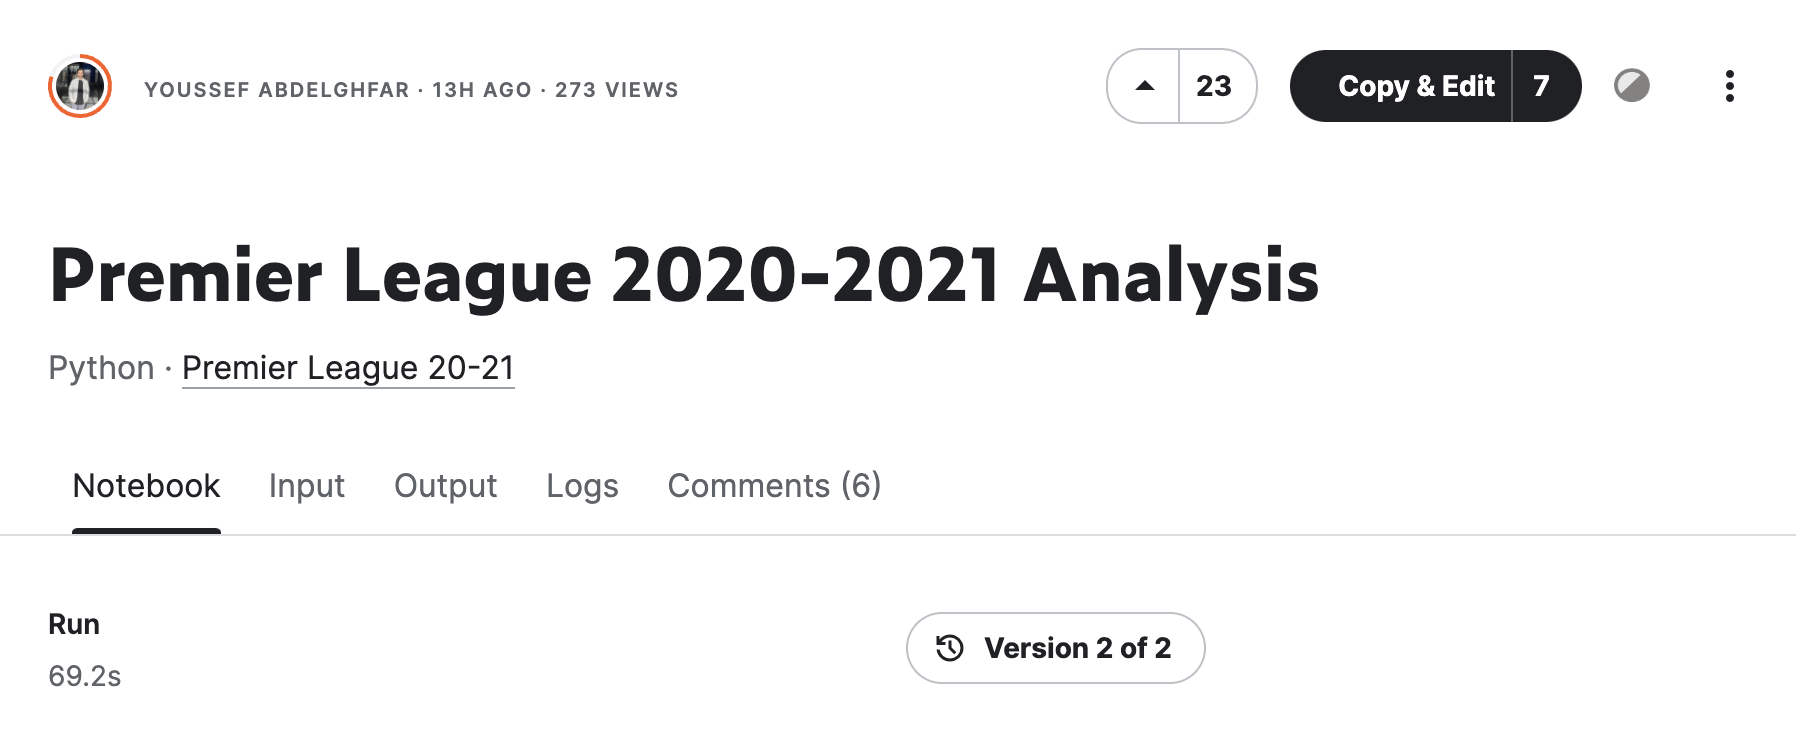 YOUSSEF ABDELGHFAR · 13H AGO · 273 VIEWS
23
Copy & Edit 7
Premier League 2020-2021 Analysis
Python · Premier League 20-21
Notebook Input Output Logs Comments (6)
Run
69.2s
Version 2 of 2